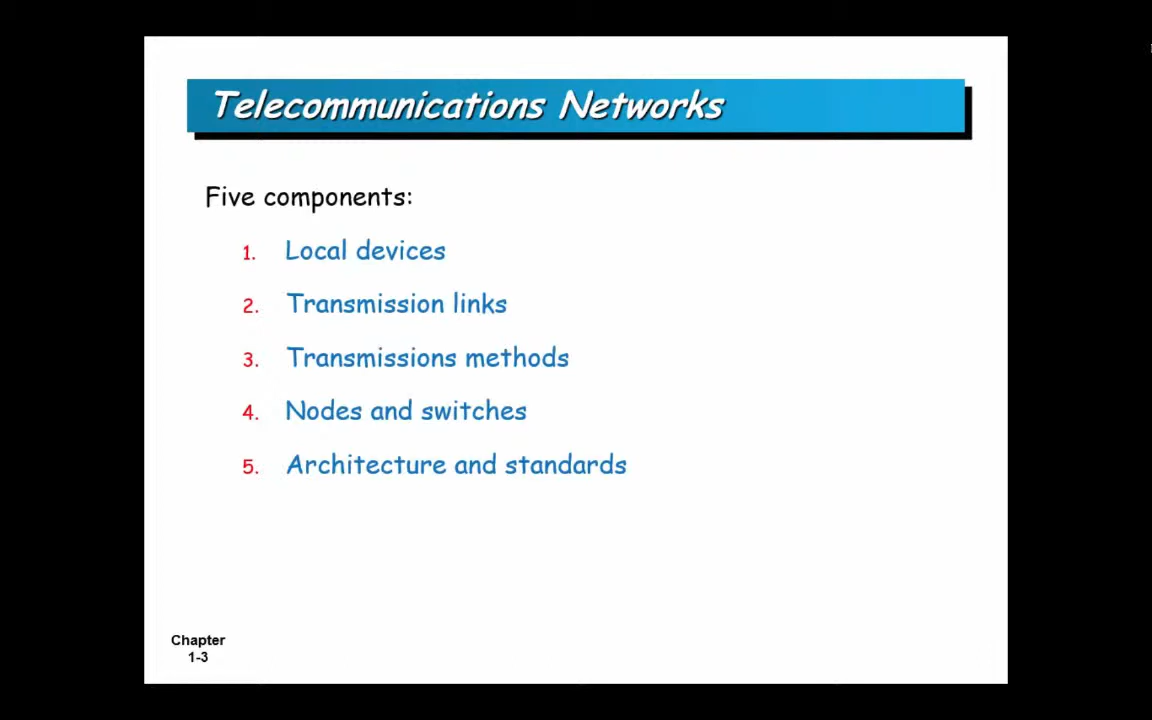 Telecommunications Networks
Five components:
1. Local devices
2. Transmission links
3. Transmissions methods
4. Nodes and switches
5. Architecture and standards
Chapter
1-3